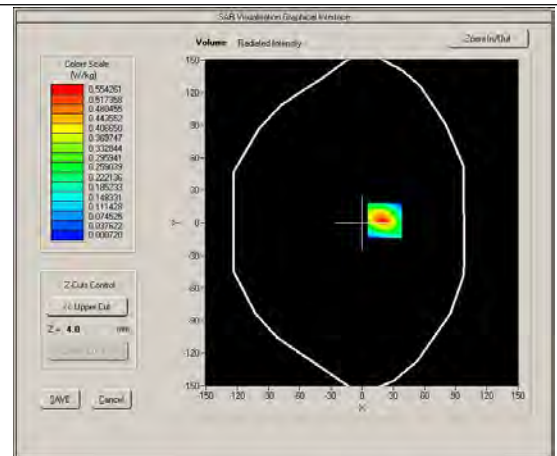 SAR Visualisation Graphical Interface
Volume Radiated Intensity
Zoom In/Out
Colors Scale
(W/kg)
0.554261
0.517358
0.480455
0.443552
0.406650
0.369747
0.332844
0.295941
0.259039
0.222136
0.185233
0.148331
0.111428
0.074525
0.037622
0.000720
150
120
90
60
30
0
-30
-60
-90
-120
-150
Y
-150 -120 -90 -60 -30 0 30 60 90 120 150
X
Z-Cuts Control
<< Upper Cut
Z = 4.0 mm
SAVE Cancel